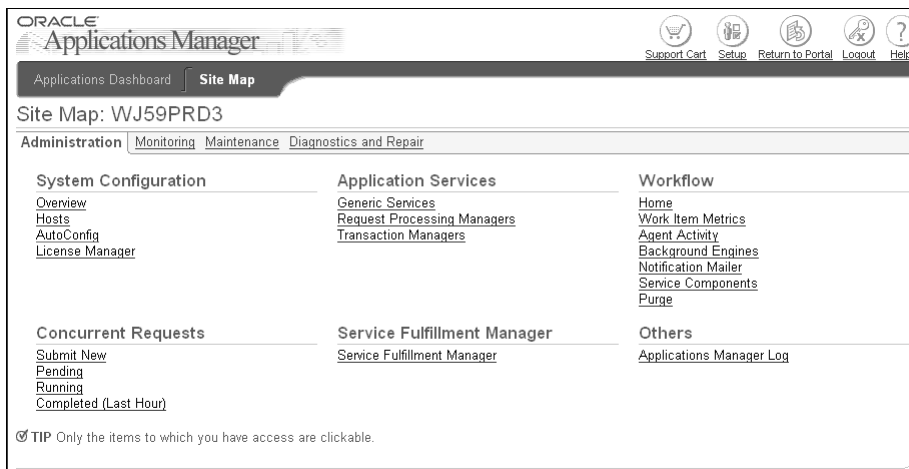 ORACLE
Applications Manager
Support Cart Setup Return to Portal Logout Help
Applications Dashboard Site Map
Site Map: WJ59PRD3
Administration Monitoring Maintenance Diagnostics and Repair
System Configuration
Overview
Hosts
AutoConfig
License Manager
Application Services
Generic Services
Request Processing Managers
Transaction Managers
Workflow
Home
Work Item Metrics
Agent Activity
Background Engines
Notification Mailer
Service Components
Purge
Concurrent Requests
Submit New
Pending
Running
Completed (Last Hour)
Service Fulfillment Manager
Service Fulfillment Manager
Others
Applications Manager Log
TIP Only the items to which you have access are clickable.